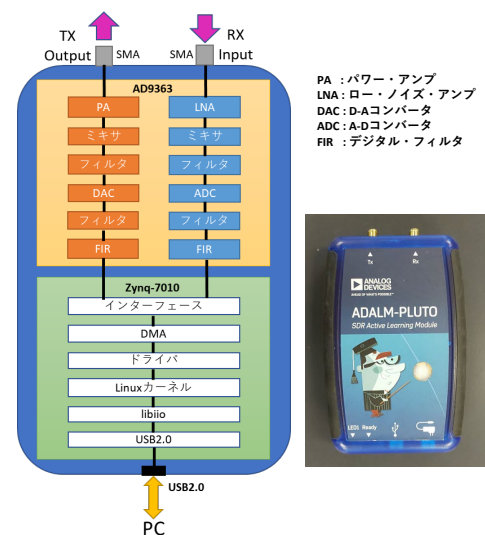 TX
Output
SMA
RX
SMA
Input
AD9363
PA
ミキサ
フィルタ
DAC
フィルタ
FIR
LNA
ミキサ
フィルタ
ADC
フィルタ
FIR
Zynq-7010
インターフェース
DMA
ドライバ
Linuxカーネル
libiio
USB2.0
USB2.0
PC
PA : パワー・アンプ
LNA : ロー・ノイズ・アンプ
DAC : D-Aコンバータ
ADC : A-Dコンバータ
FIR : デジタル・フィルタ
Tx
Rx
ANALOG
DEVICES
AHEAD OF WHAT'S POSSIBLE™
ADALM-PLUTO
SDR Active Learning Module
LED1 Ready